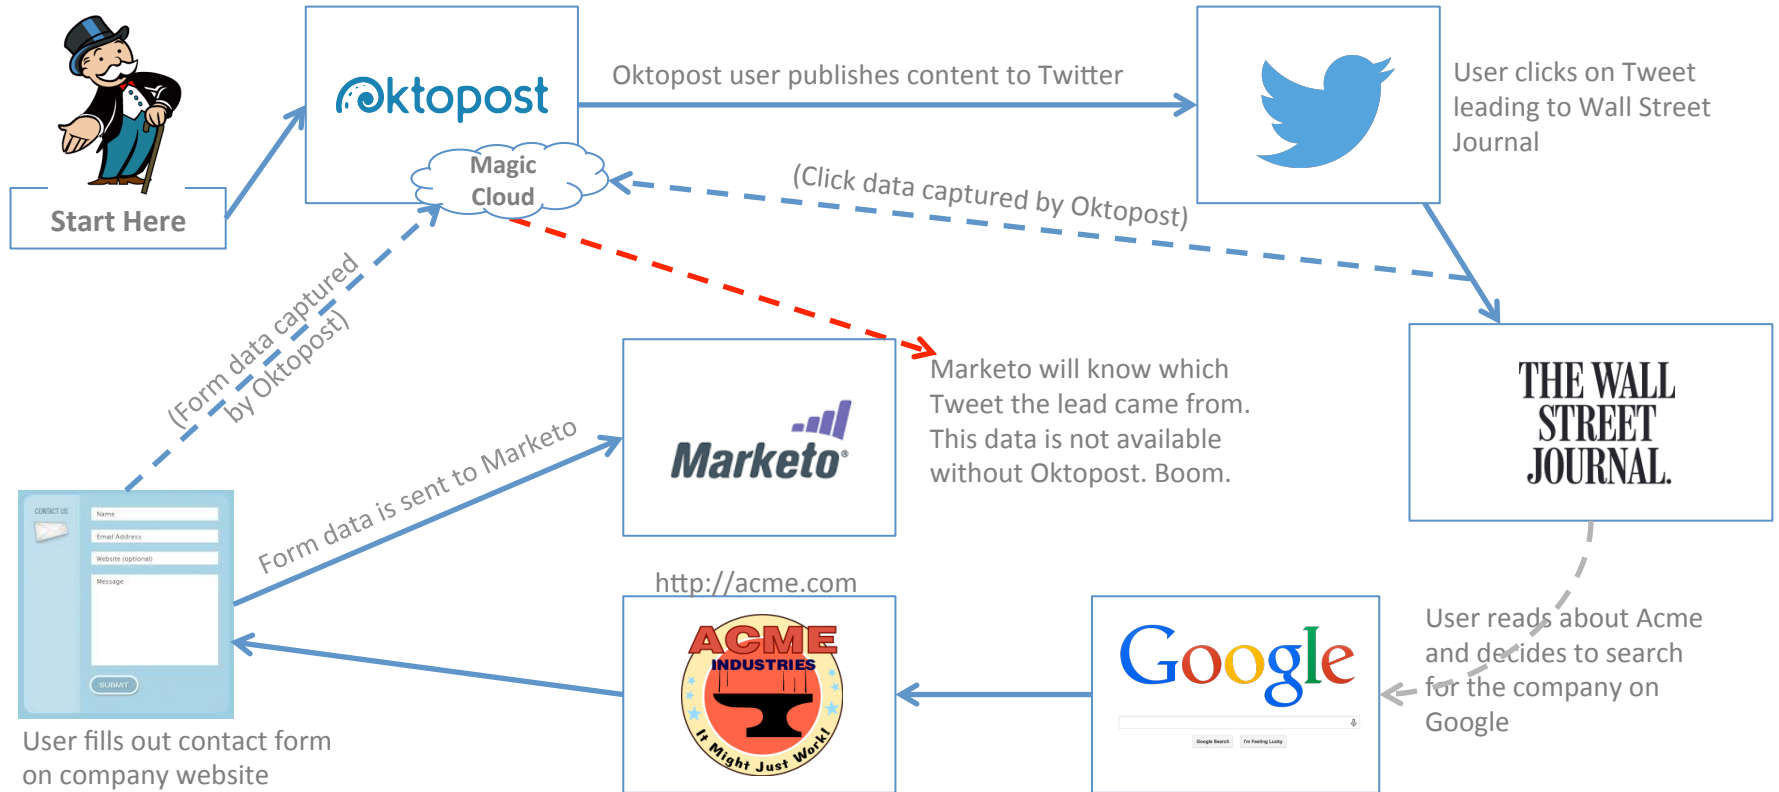 Oktopost
Oktopost user publishes content to Twitter
User clicks on Tweet
leading to Wall Street
Journal
Start Here
Magic
Cloud
(Click data captured by Oktopost)
(Form data captured
by Oktopost)
Marketo®
Marketo will know which
Tweet the lead came from.
This data is not available
without Oktopost. Boom.
THE WALL
STREET
JOURNAL.
Form data is sent to Marketo
CONTACT US
Name
Email Address
Website (optional)
Message
SUBMIT
User fills out contact form
on company website
http://acme.com
ACME
INDUSTRIES
It Might Just Work!
Google
Google Search
I'm Feeling Lucky
User reads about Acme
and decides to search
for the company on
Google